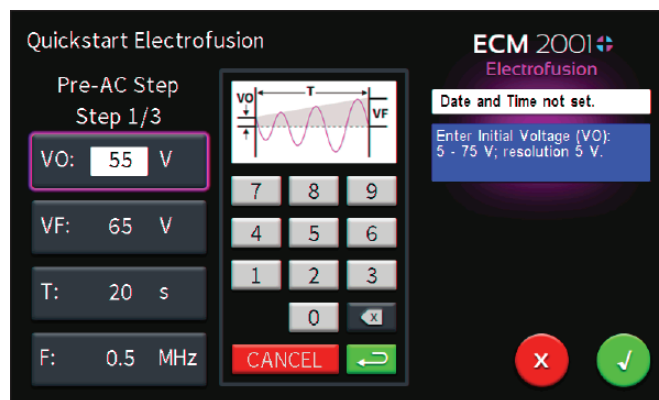 Quickstart Electrofusion
ECM 2001
Electrofusion
Pre-AC Step
Step 1/3
VO: 55 V
VF: 65 V
T: 20 s
F: 0.5 MHz
VO T VF
7 8 9
4 5 6
1 2 3
0 x
CANCEL
Date and Time not set.
Enter Initial Voltage (VO):
5 - 75 V; resolution 5 V.
X